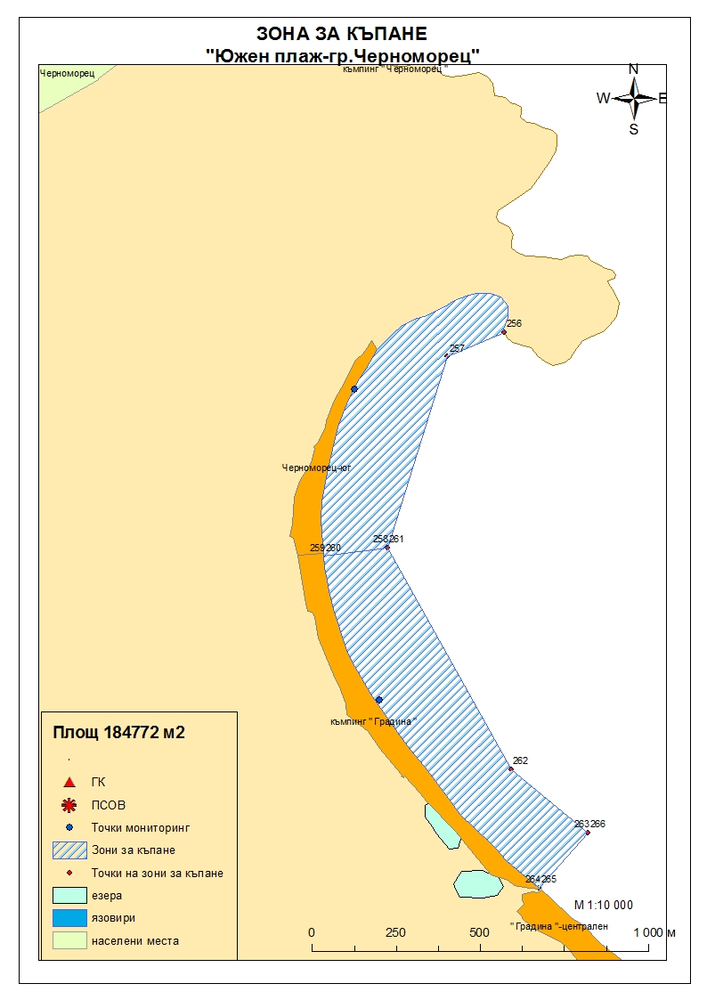 ЗОНА ЗА КЪПАНЕ
"Южен плаж-гр.Черноморец"
къмпинг "Черноморец"
Черноморец
N
W E
S
256
257
Черноморец-юг
258261
259260
къмпинг "Градина"
262
263266
264265
М 1:10 000
"Градина"-централен
0 250 500 1 000 м
Площ 184772 м2
ГК
ПСОВ
Точки мониторинг
Зони за къпане
Точки на зони за къпане
езера
язовири
населени места